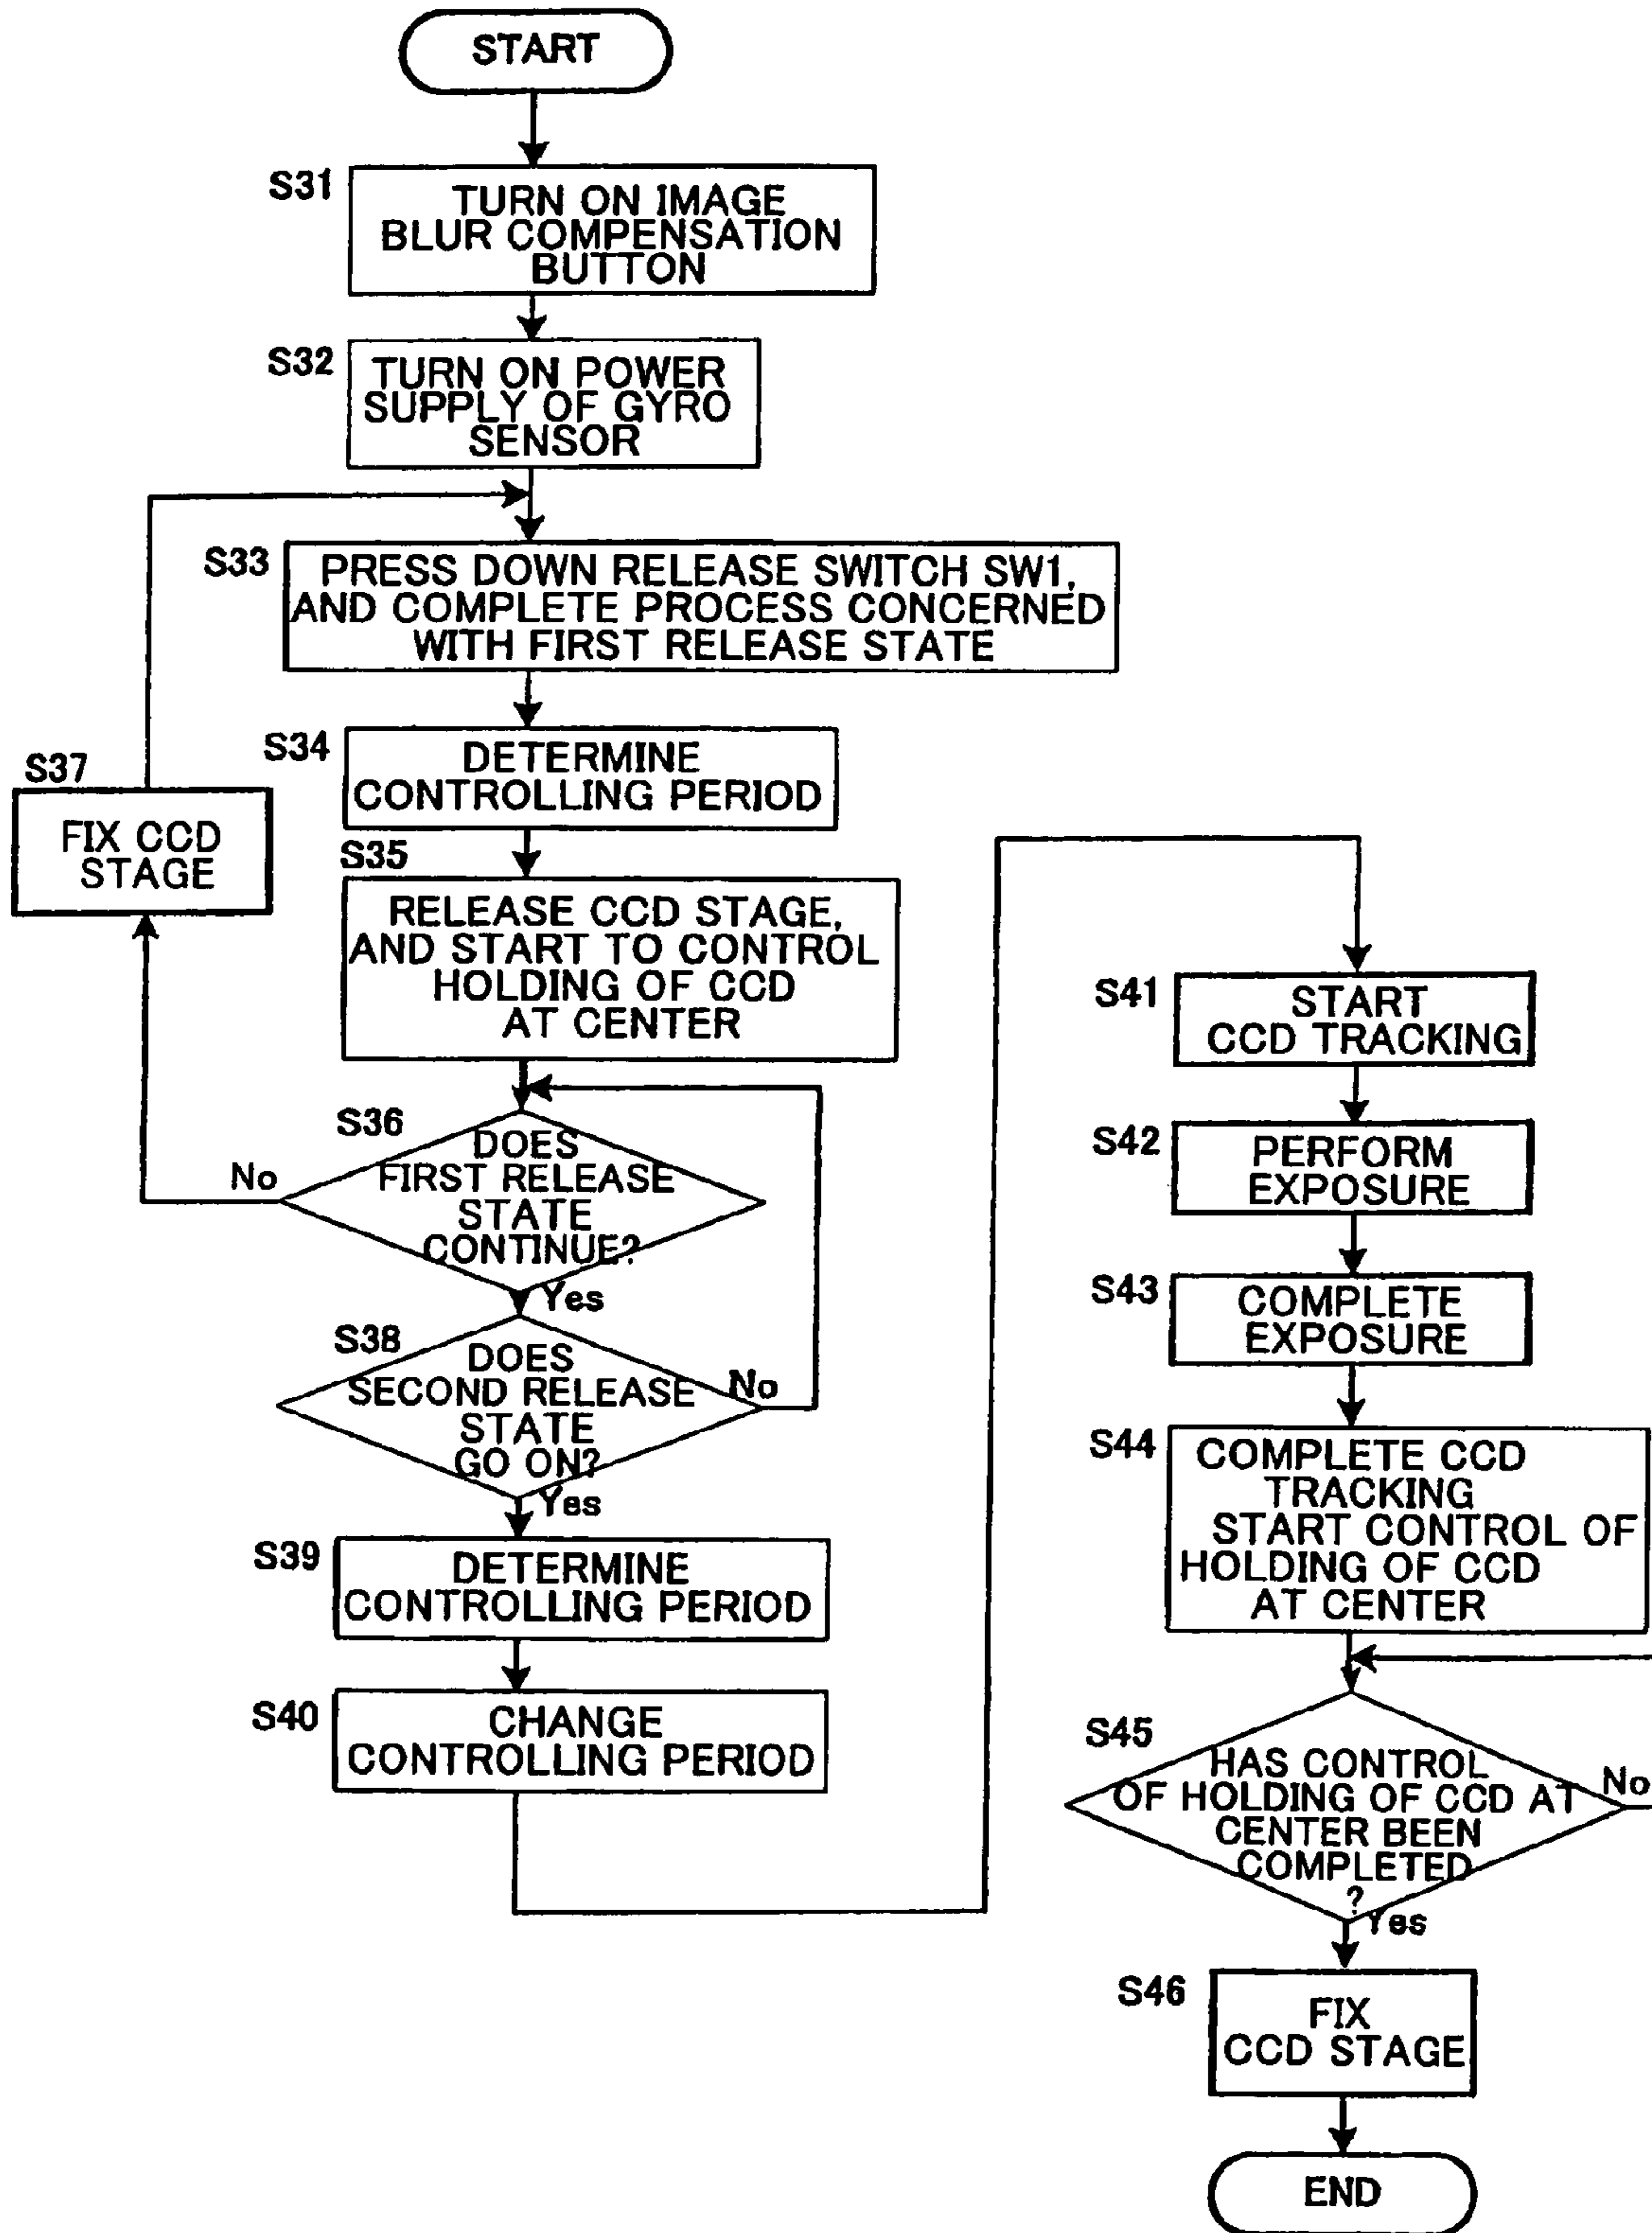 START
S31
TURN ON IMAGE
BLUR COMPENSATION
BUTTON
S32
TURN ON POWER
SUPPLY OF GYRO
SENSOR
S33
PRESS DOWN RELEASE SWITCH SW1,
AND COMPLETE PROCESS CONCERNED
WITH FIRST RELEASE STATE
S34
DETERMINE
CONTROLLING PERIOD
S37
FIX CCD
STAGE
S35
RELEASE CCD STAGE,
AND START TO CONTROL
HOLDING OF CCD
AT CENTER
S36
DOES
FIRST RELEASE
STATE
CONTINUE?
No
Yes
S38
DOES
SECOND RELEASE
STATE
GO ON?
No
Yes
S39
DETERMINE
CONTROLLING PERIOD
S40
CHANGE
CONTROLLING PERIOD
S41
START
CCD TRACKING
S42
PERFORM
EXPOSURE
S43
COMPLETE
EXPOSURE
S44
COMPLETE CCD
TRACKING
START CONTROL OF
HOLDING OF CCD
AT CENTER
S45
HAS CONTROL
OF HOLDING OF CCD AT
CENTER BEEN
COMPLETED
?
No
Yes
S46
FIX
CCD STAGE
END